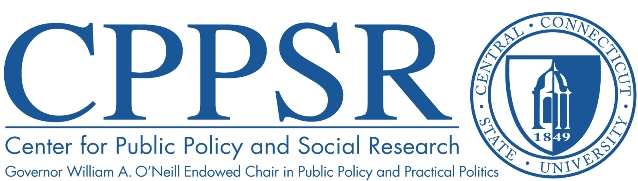 CPPSR
Center for Public Policy and Social Research
Governor William A. O'Neill Endowed Chair in Public Policy and Practical Politics
CENTRAL · CONNECTICUT · STATE · UNIVERSITY
1849